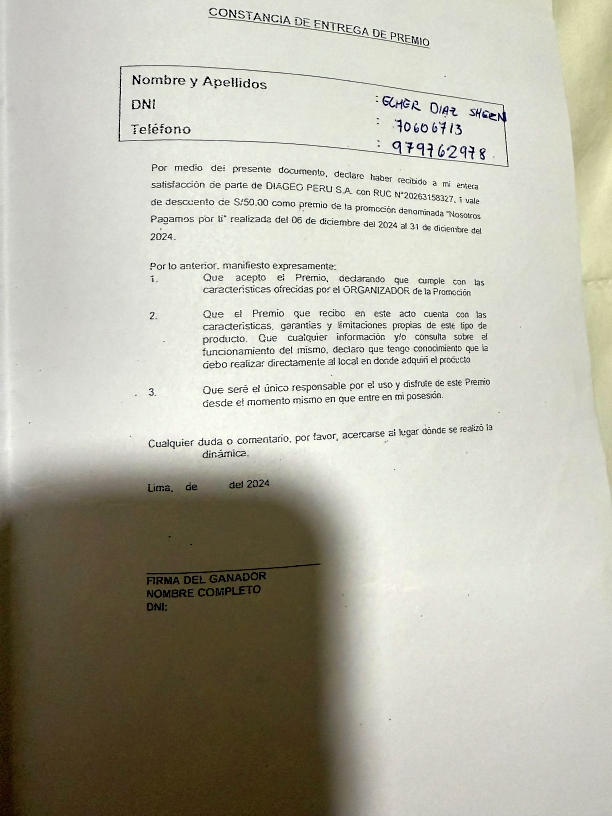 CONSTANCIA DE ENTREGA DE PREMIO
Nombre y Apellidos : ELMER DIAZ
DNI : 70606713
Teléfono : 979762978
Por medio del presente documento, declaro haber recibido a mi entera
satisfacción de parte de DIAGEO PERU S.A. con RUC N°20263158327, 1 vale
de descuento de S/50.00 como premio de la promoción denominada "Nosotros
Pagamos por ti" realizada del 06 de diciembre del 2024 al 31 de diciembre del
2024.
Por lo anterior, manifiesto expresamente:
1. Que acepto el Premio, declarando que cumple con las
características ofrecidas por el ORGANIZADOR de la Promoción
2. Que el Premio que recibo en este acto cuenta con las
características, garantías y limitaciones propias de este tipo de
producto. Que cualquier información y/o consulta sobre el
funcionamiento del mismo, declaro que tengo conocimiento que la
debo realizar directamente al local en donde adquirí el producto
3. Que seré el único responsable por el uso y disfrute de este Premio
desde el momento mismo en que entre en mi posesión.
Cualquier duda o comentario, por favor, acercarse al lugar dónde se realizó la
dinámica.
Lima, de del 2024
FIRMA DEL GANADOR
NOMBRE COMPLETO
DNI: